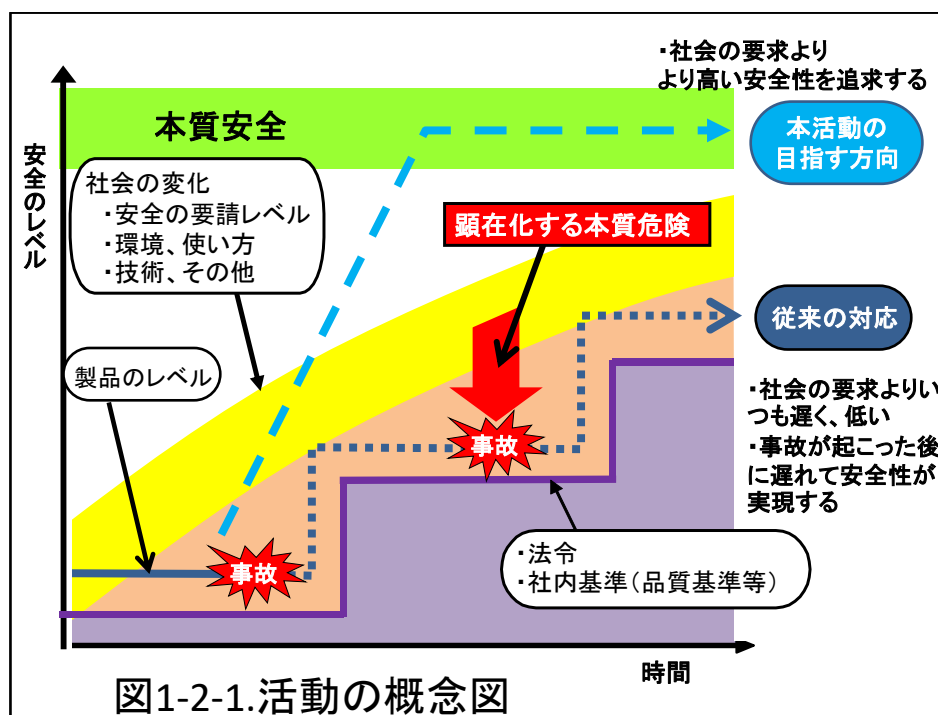 ・社会の要求より
より高い安全性を追求する
本質安全
本活動の
目指す方向
安全のレベル
社会の変化
・安全の要請レベル
・環境、使い方
・技術、その他
顕在化する本質危険
従来の対応
製品のレベル
・社会の要求よりい
つも遅く、低い
・事故が起こった後
に遅れて安全性が
実現する
事故
事故
・法令
・社内基準(品質基準等)
時間
図1-2-1.活動の概念図